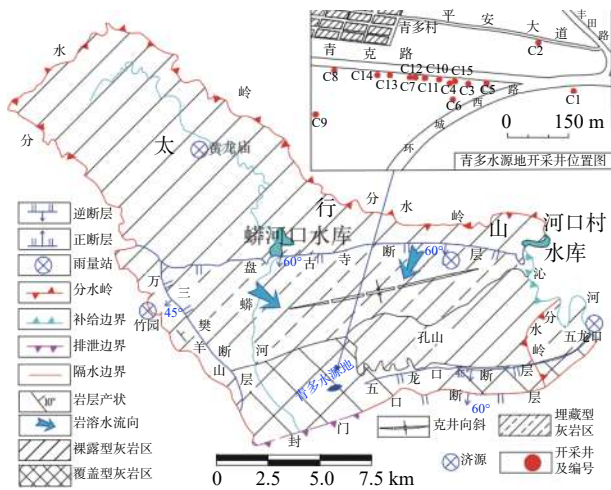 青多村
平安大道
丰田路
青克路
C2
C12 C10 C15
C8 C14 C13 C7 C11 C4 C3 C5
C6
C1
C9
西环城路
0 150 m
青多水源地开采井位置图
水
岭
分
太
黄龙庙
行
分水岭
山
河口村
水库
蟒河口水库
60°
盘古寺断层
60°
万
三
樊
羊
山
断
层
45°
竹园
蟒河
沁河
分水岭
五龙口
孔山
青多水源地
五龙口断层
60°
封门口断层
逆断层
正断层
雨量站
分水岭
补给边界
排泄边界
隔水边界
10° 岩层产状
岩溶水流向
裸露型灰岩区
覆盖型灰岩区
0 2.5 5.0 7.5 km
克井向斜
埋藏型
灰岩区
济源
开采井
及编号